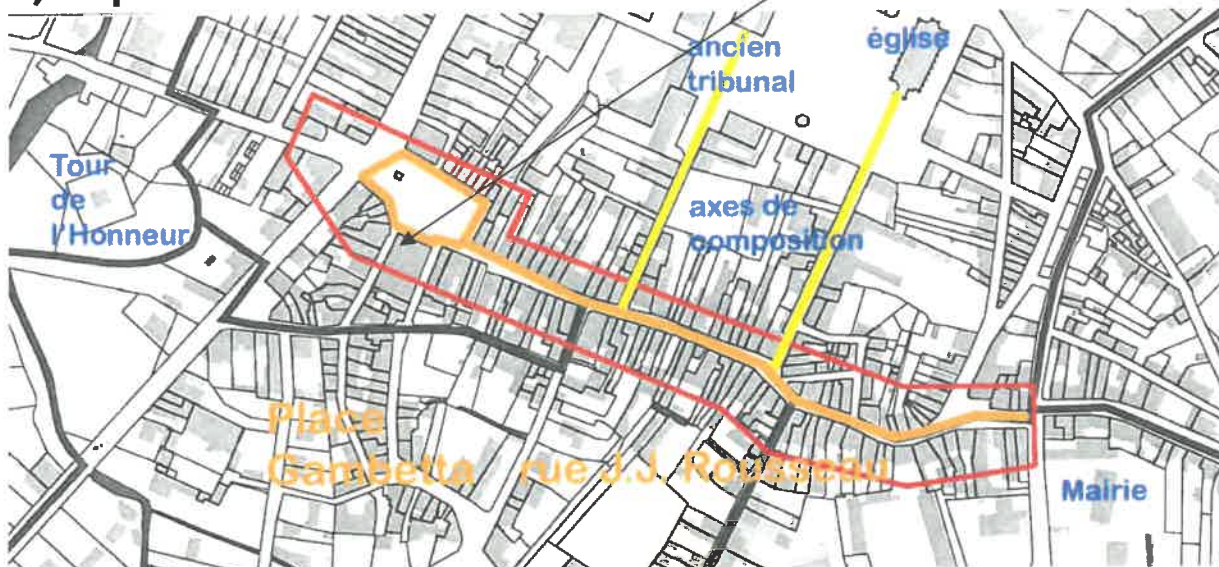 ancien
tribunal
église
Tour
de
l'Honneur
axes de
composition
Place
Gambetta rue J.J. Rousseau
Mairie